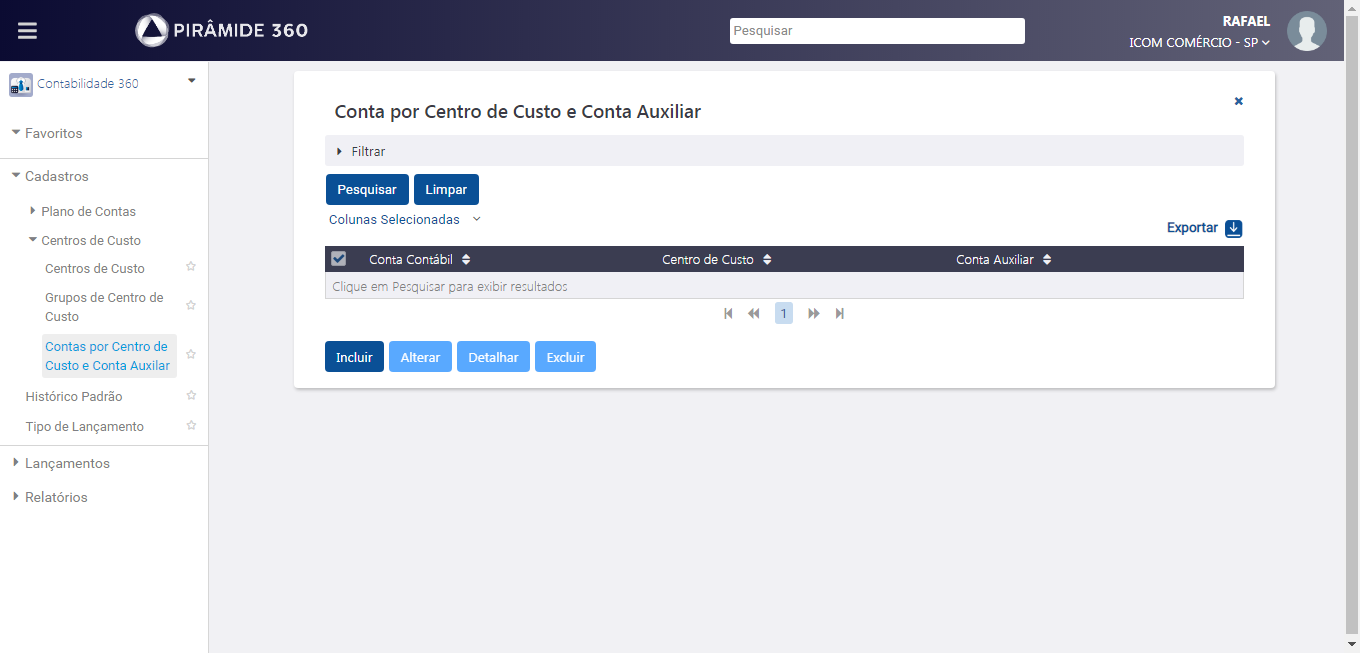 PIRÂMIDE 360
Pesquisar
RAFAEL
ICOM COMÉRCIO - SP
Contabilidade 360
Favoritos
Cadastros
Plano de Contas
Centros de Custo
Centros de Custo
Grupos de Centro de
Custo
Contas por Centro de
Custo e Conta Auxilar
Histórico Padrão
Tipo de Lançamento
Lançamentos
Relatórios
Conta por Centro de Custo e Conta Auxiliar
Filtrar
Pesquisar Limpar
Colunas Selecionadas
Exportar
Conta Contábil Centro de Custo Conta Auxiliar
Clique em Pesquisar para exibir resultados
1
Incluir Alterar Detalhar Excluir